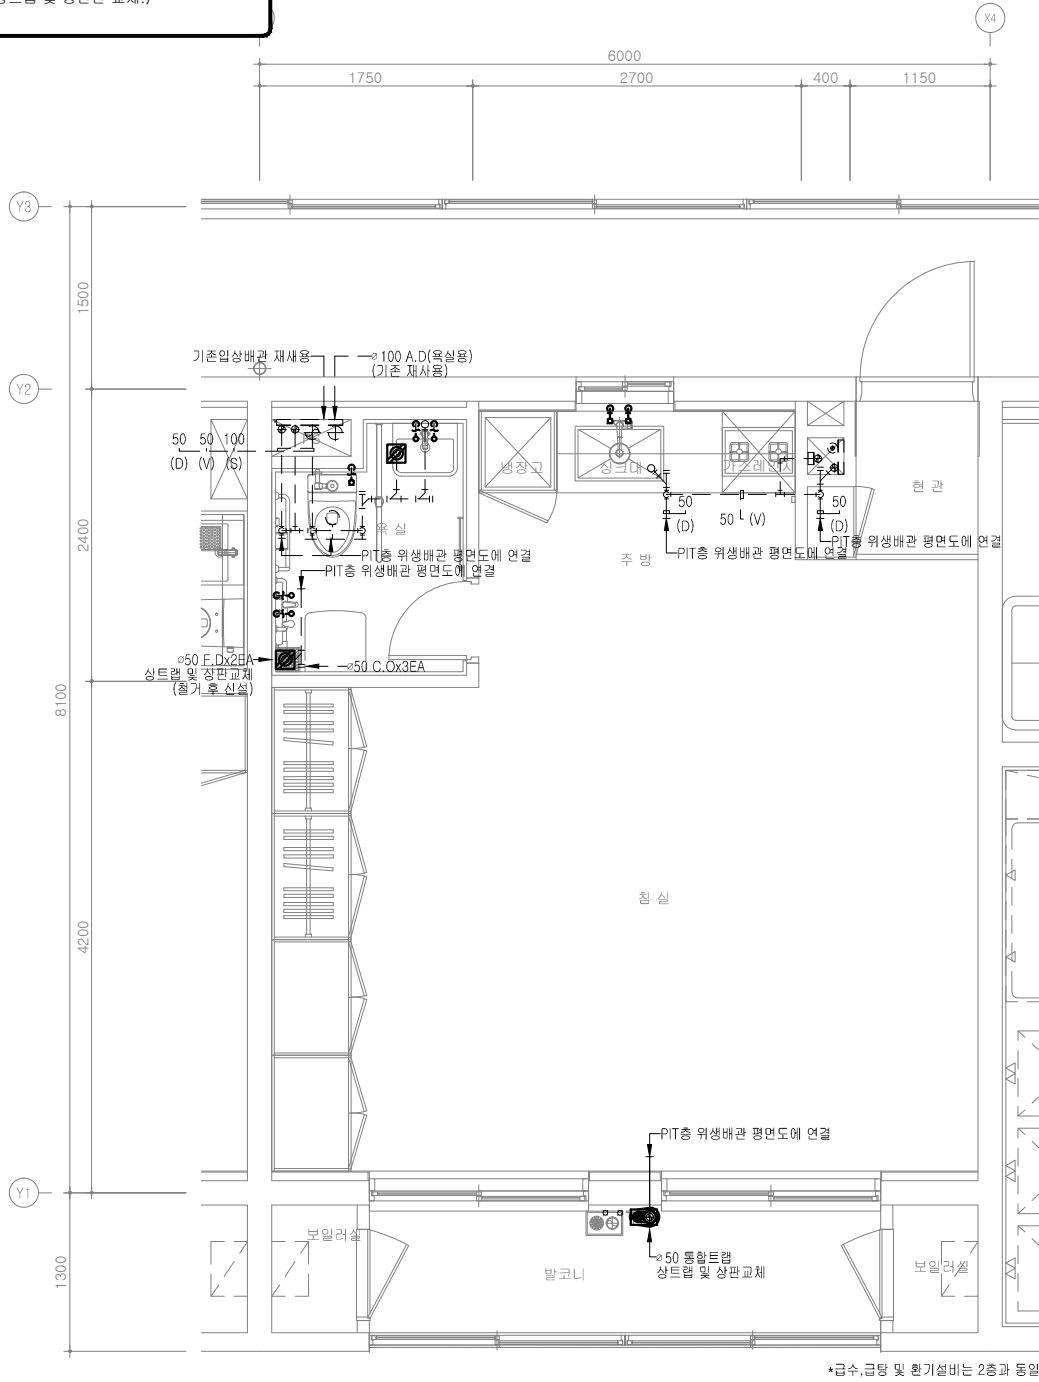 X4
6000
1750
2700
400
1150
Y3
1500
기존입상배관 재새용
ø100 A.D(욕실용)
(기존 재사용)
Y2
50 50 100
(D) (V) (S)
냉장고
싱크대
가스레인지
현 관
욕 실
50
(D)
50
(V)
50
(D)
PIT층 위생배관 평면도에 연결
PIT층 위생배관 평면도에 연결
PIT층 위생배관 평면도에 연결
PIT층 위생배관 평면도에 연결
주 방
2400
ø50 F.Dx2EA
상트랩 및 상판교체
(철거 후 신설)
ø50 C.Ox3EA
8100
침 실
4200
PIT층 위생배관 평면도에 연결
Y1
보일러실
ø50 통합트랩
상트랩 및 상판교체
발코니
보일러실
1300
*급수,급탕 및 환기설비는 2층과 동일